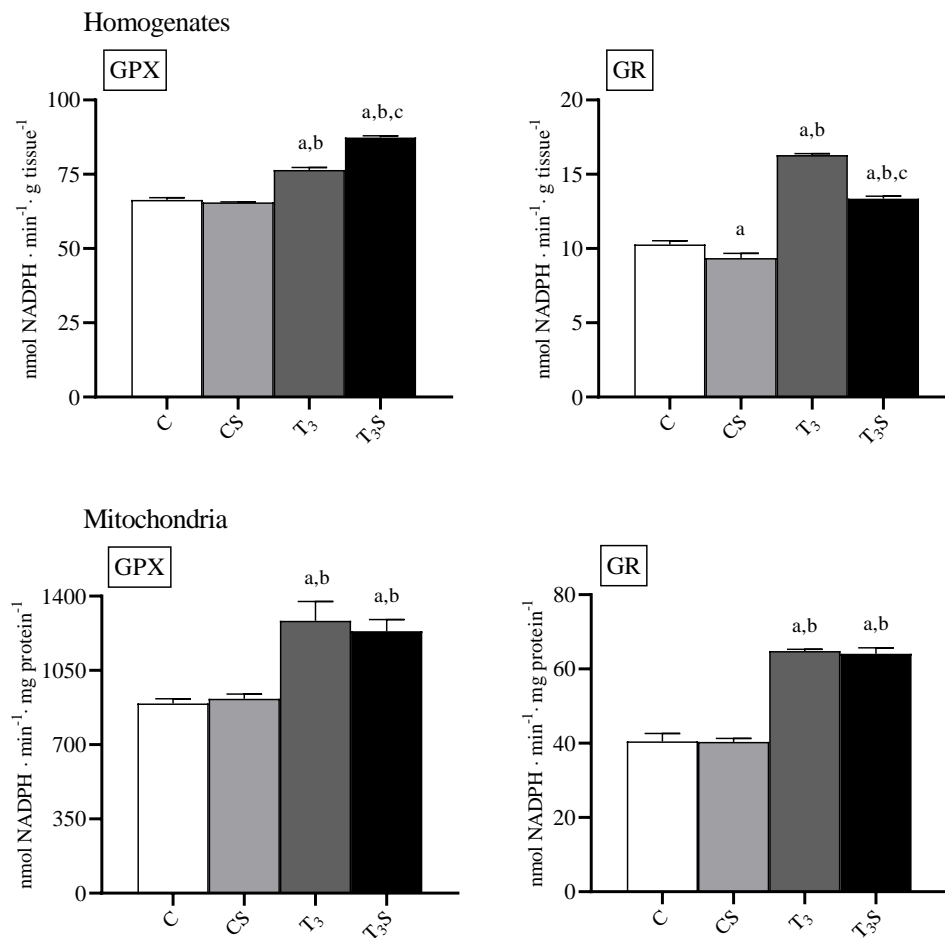 Homogenates
GPX
nmol NADPH · min⁻¹· g tissue⁻¹
100
75
50
25
0
a,b
a,b,c
C
CS
T₃
T₃S
GR
nmol NADPH · min⁻¹· g tissue⁻¹
20
15
10
5
0
a
a,b
a,b,c
C
CS
T₃
T₃S
Mitochondria
GPX
nmol NADPH · min⁻¹· mg protein⁻¹
1400
1050
700
350
0
a,b
a,b
C
CS
T₃
T₃S
GR
nmol NADPH · min⁻¹· mg protein⁻¹
80
60
40
20
0
a,b
a,b
C
CS
T₃
T₃S